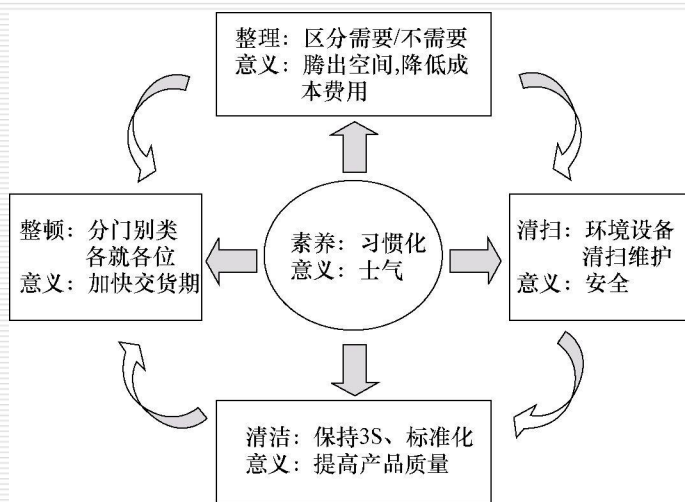 整理：区分需要/不需要
意义：腾出空间,降低成
本费用
整顿：分门别类
各就各位
意义：加快交货期
素养：习惯化
意义：士气
清扫：环境设备
清扫维护
意义：安全
清洁：保持3S、标准化
意义：提高产品质量